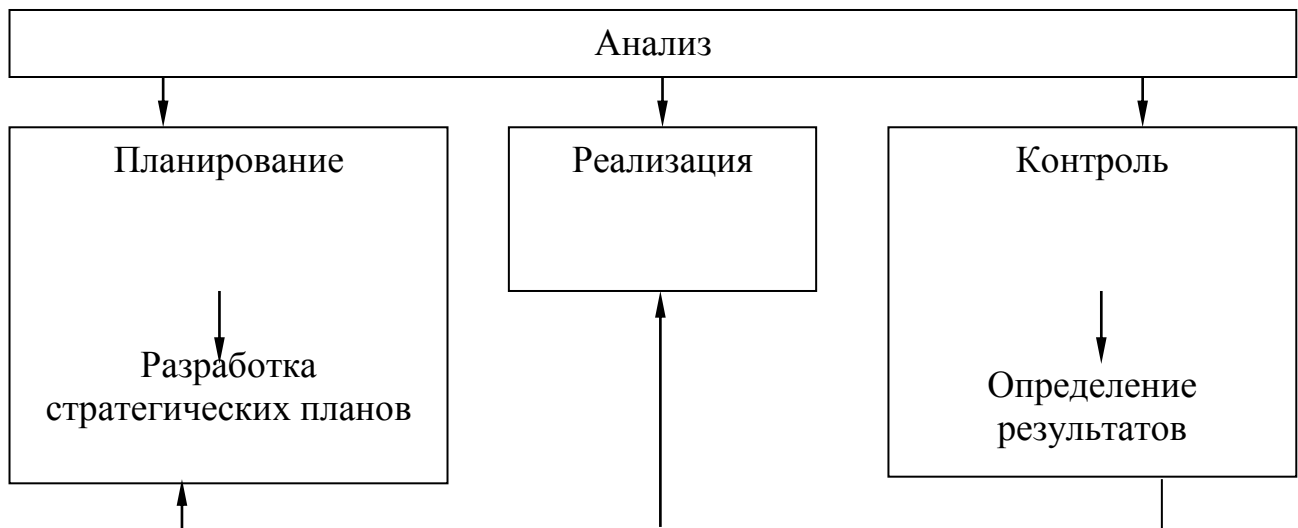 Анализ
Планирование
Реализация
Контроль
Разработка
стратегических планов
Определение
результатов